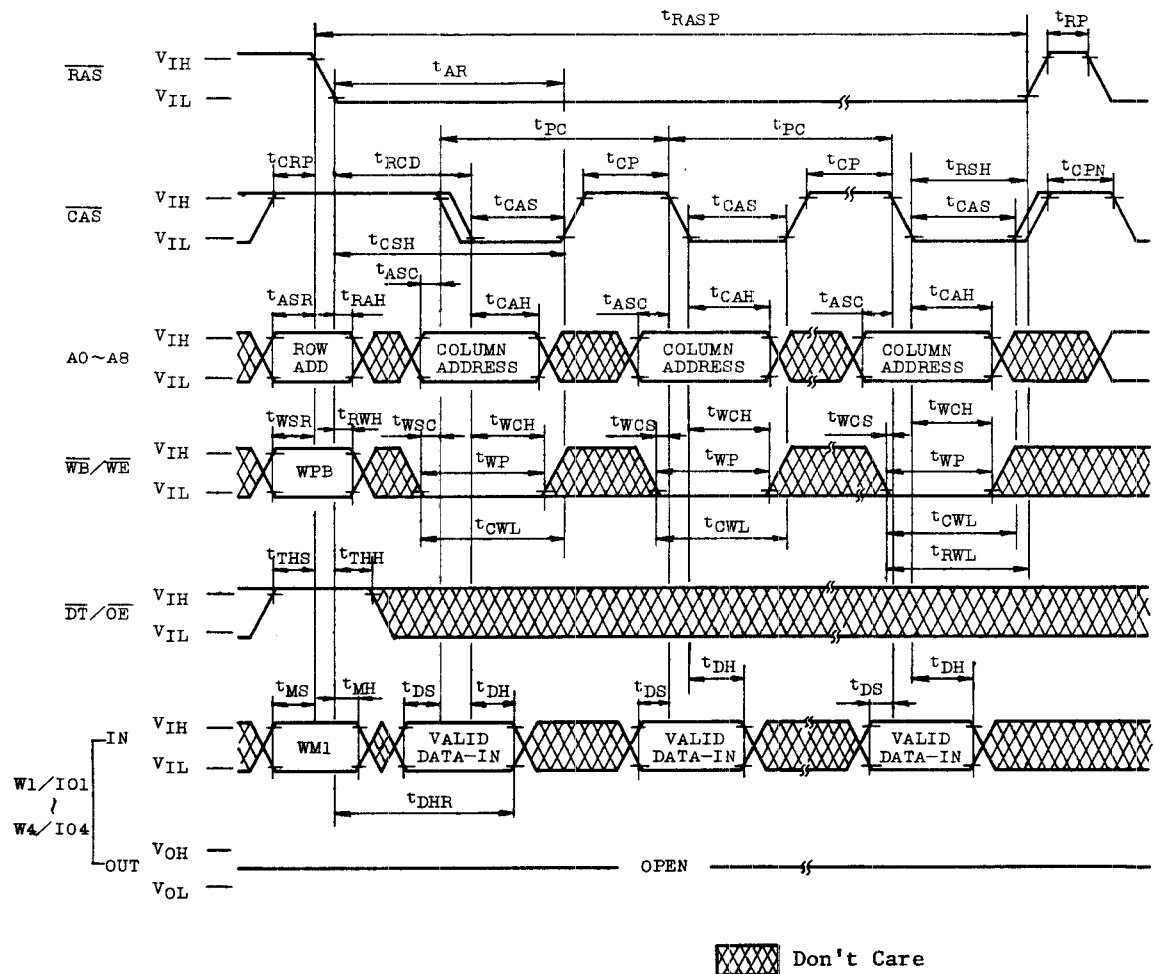 tRASP tRP
RAS VIH VIL
tAR
tPC tPC
tCRP tRCD tCP tCP tRSH tCPN
CAS VIH VIL
tCAS tCAS tCAS
tCSH
tASC
tASR tRAH tCAH tASC tCAH tASC tCAH
A0~A8 VIH VIL
ROW ADD
COLUMN ADDRESS
COLUMN ADDRESS
COLUMN ADDRESS
tWSR tRWH tWSC tWCH tWCS tWCH tWCS tWCH
WB/WE VIH VIL
WPB tWP tWP tWP
tCWL tCWL tCWL
tRWL
tTHS tTHH
DT/OE VIH VIL
tMS tMH tDS tDH tDS tDH tDS tDH
W1/IO1
~
W4/IO4
IN VIH VIL
WM1
VALID DATA-IN
VALID DATA-IN
VALID DATA-IN
tDHR
OUT VOH VOL
OPEN
Don't Care